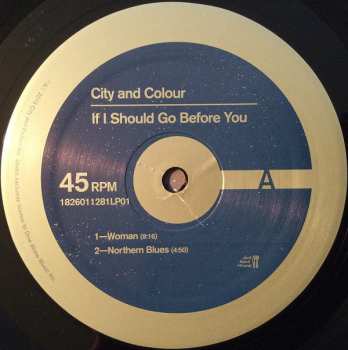 City and Colour
If I Should Go Before You
45 RPM
1826011281LP01
A
1—Woman (9:16)
2—Northern Blues (4:50)